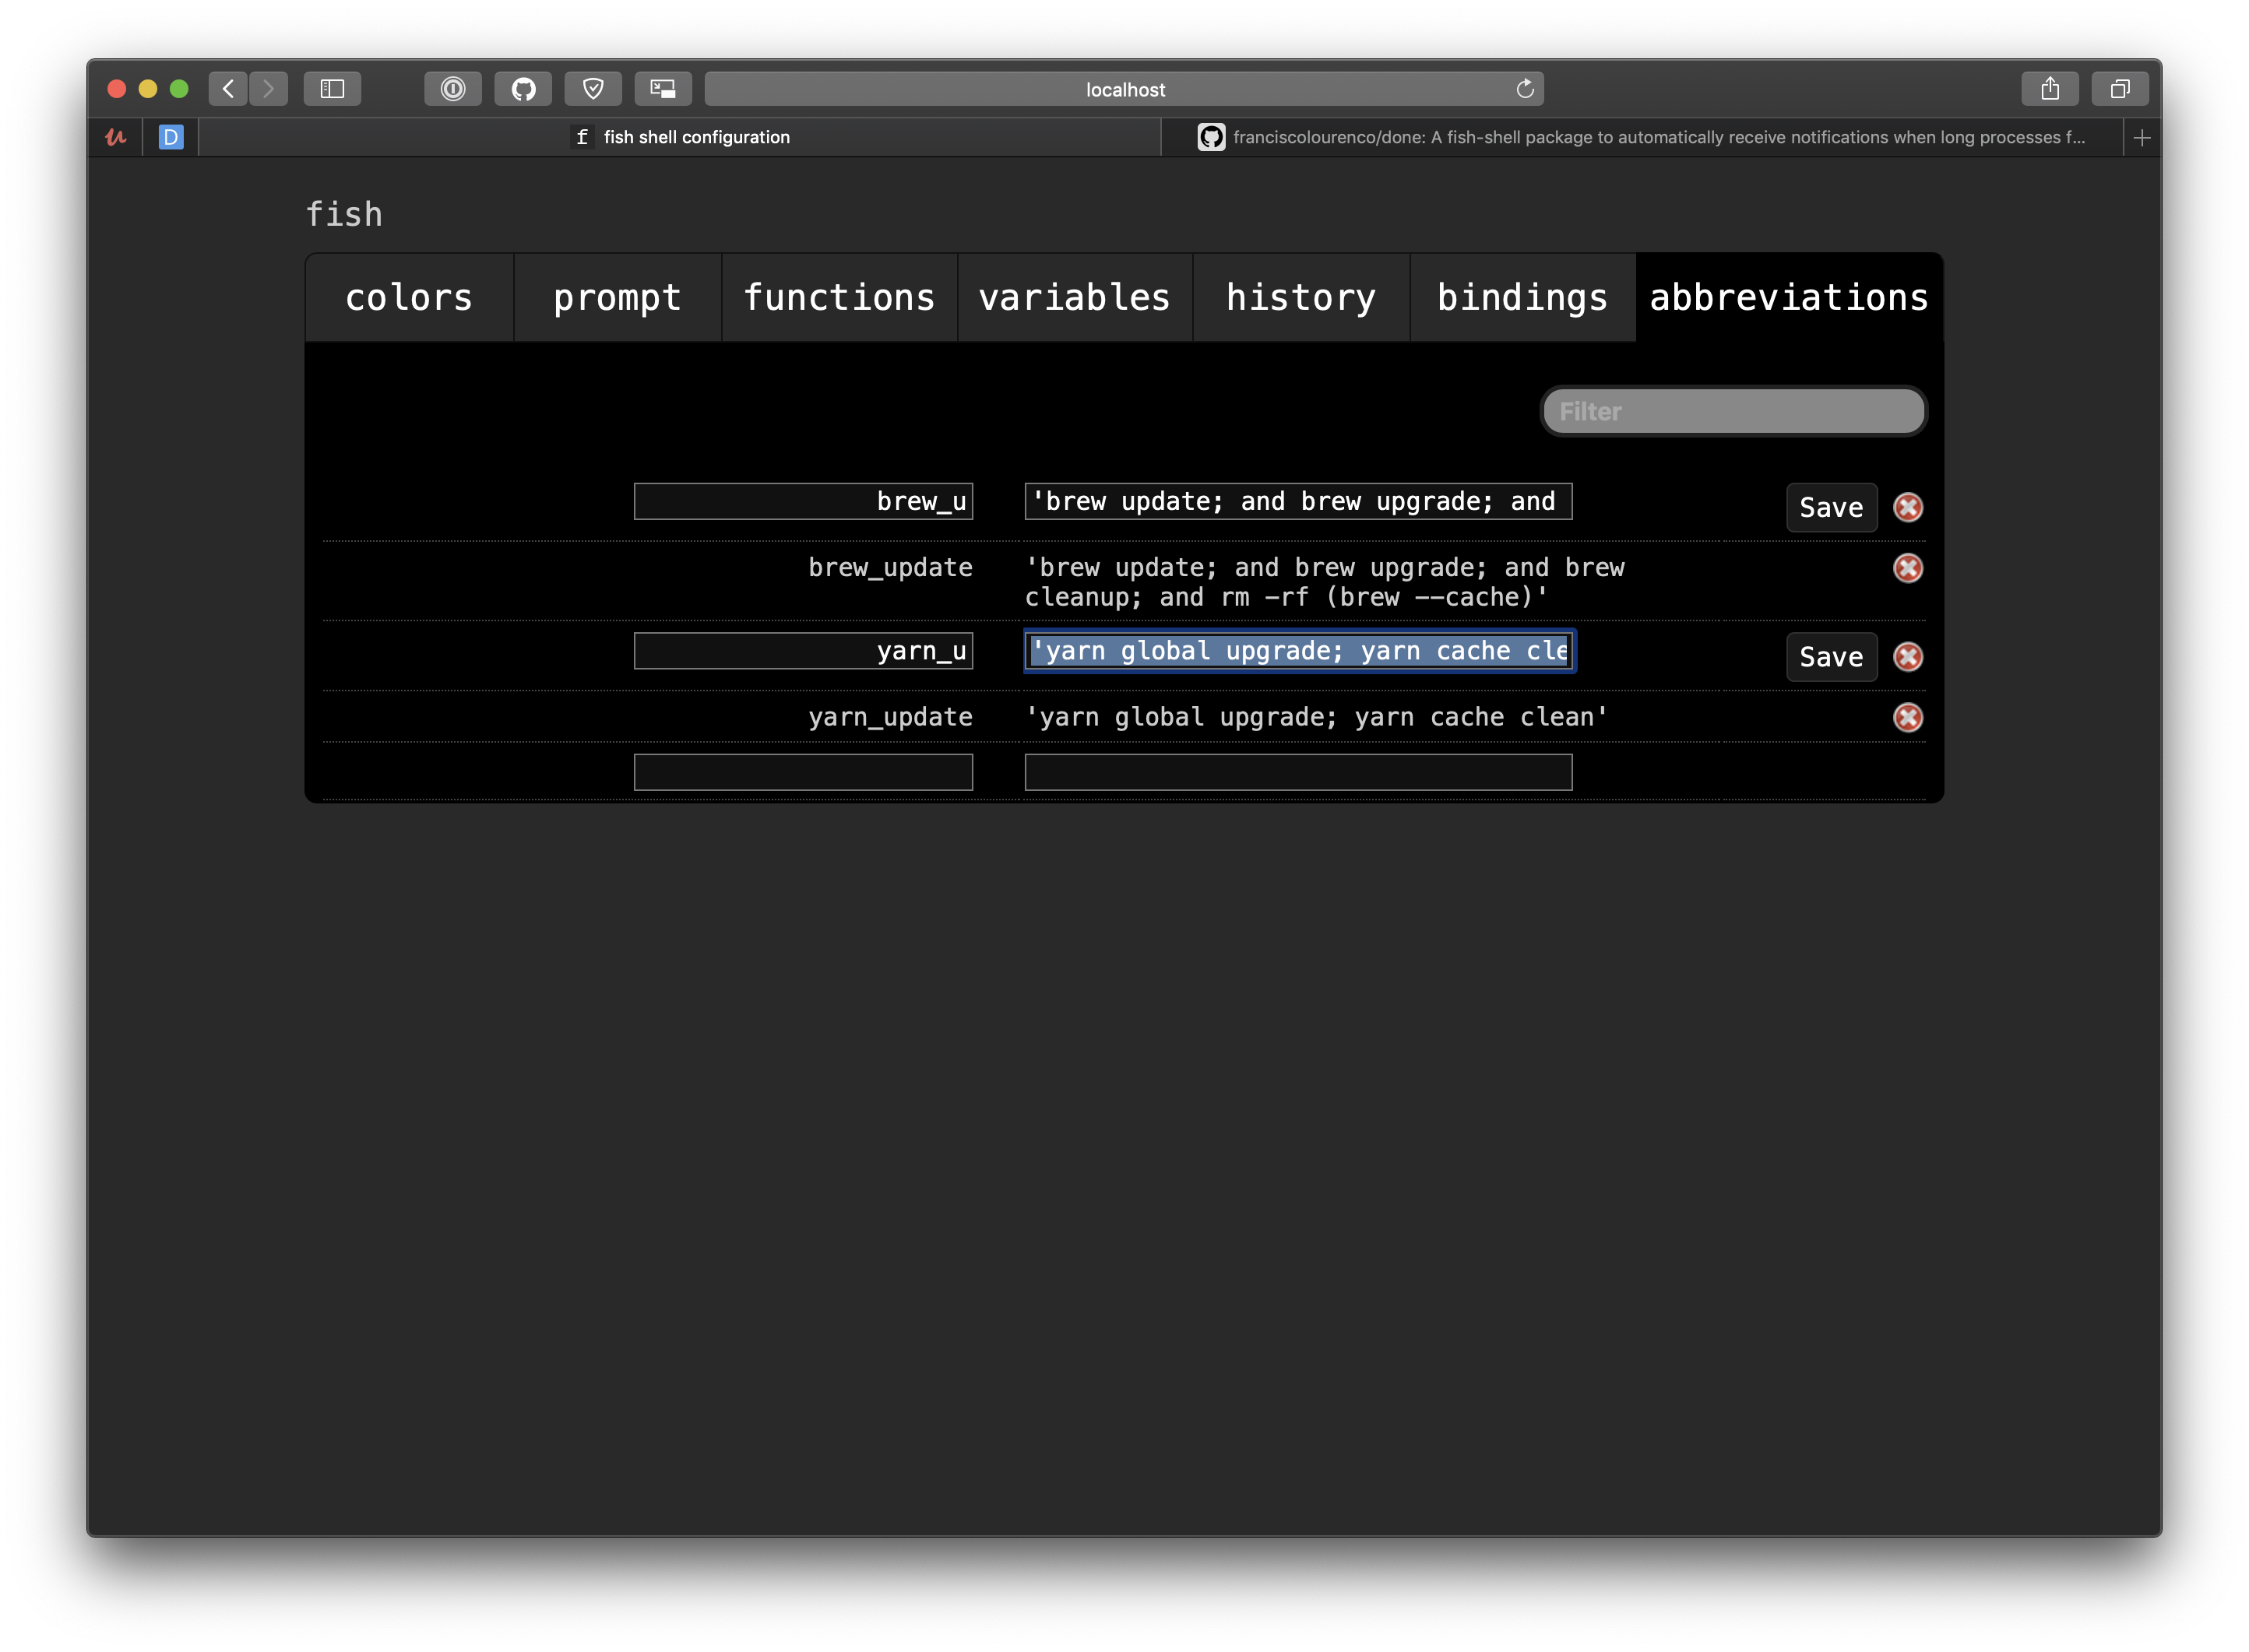 localhost
D
f fish shell configuration
franciscolourenco/done: A fish-shell package to automatically receive notifications when long processes f...
fish
colors prompt functions variables history bindings abbreviations
Filter
brew_u 'brew update; and brew upgrade; and Save
brew_update 'brew update; and brew upgrade; and brew
cleanup; and rm -rf (brew --cache)'
yarn_u 'yarn global upgrade; yarn cache cle Save
yarn_update 'yarn global upgrade; yarn cache clean'